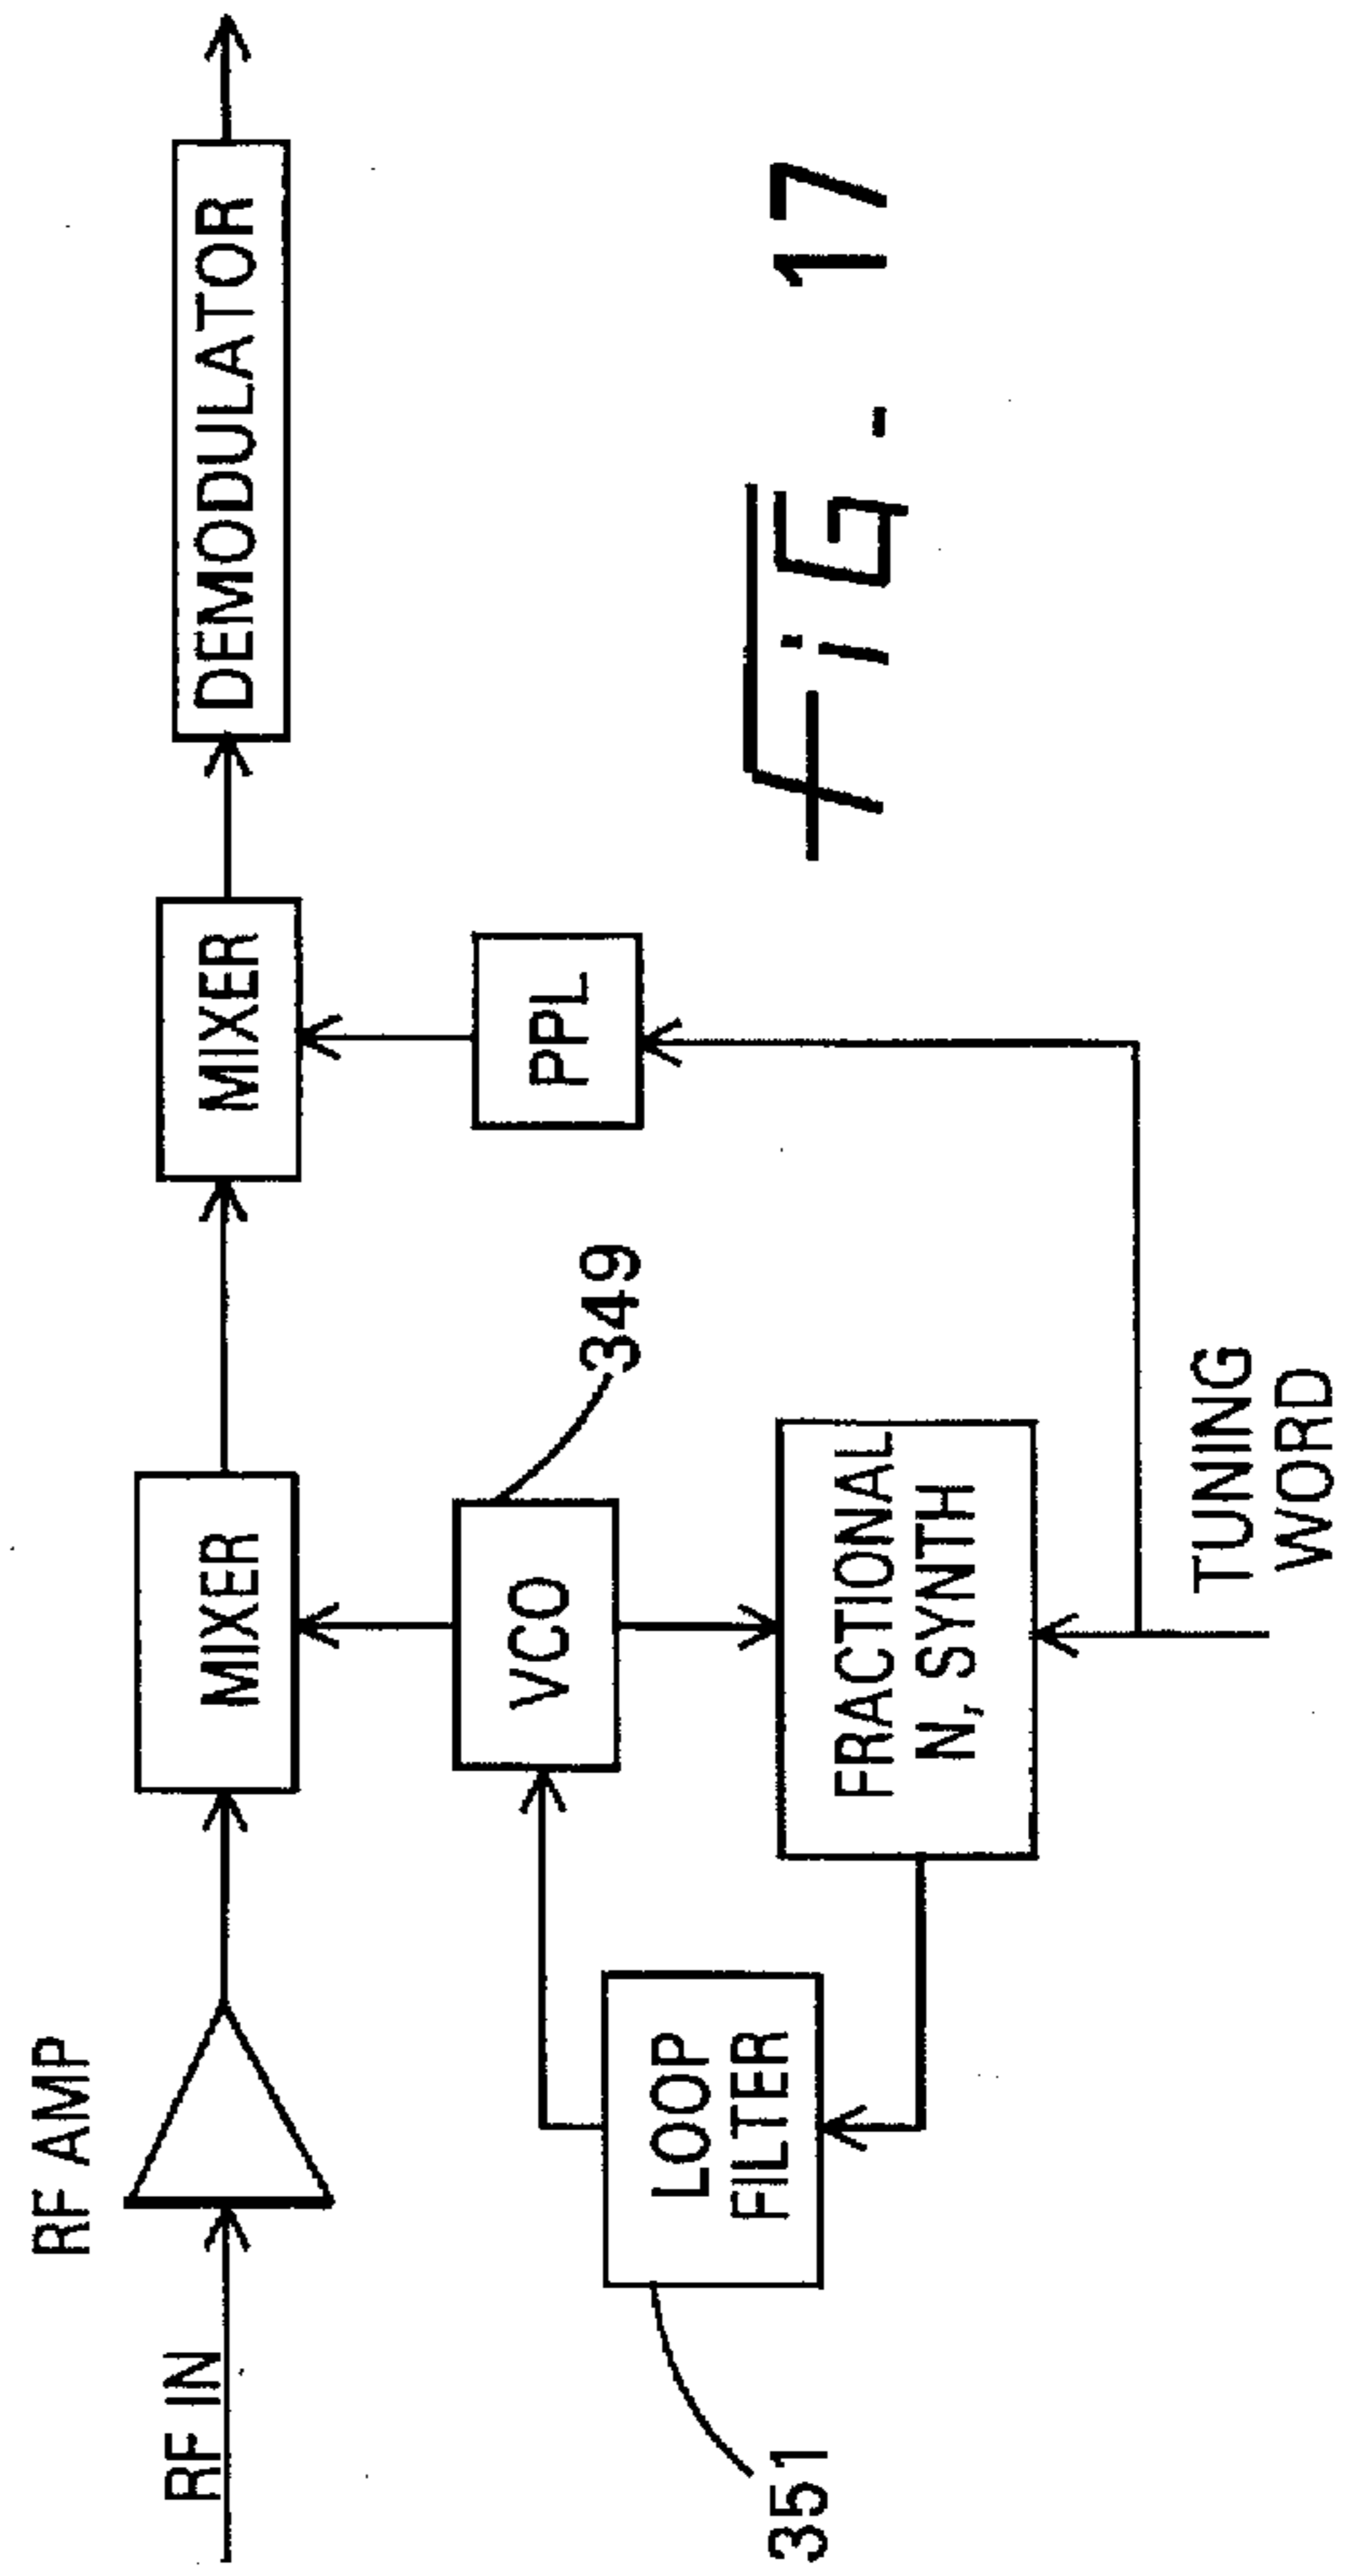 RF IN
RF AMP
MIXER
MIXER
DEMODULATOR
VCO
349
PPL
LOOP
FILTER
351
FRACTIONAL
N, SYNTH
TUNING
WORD
FiG. 17